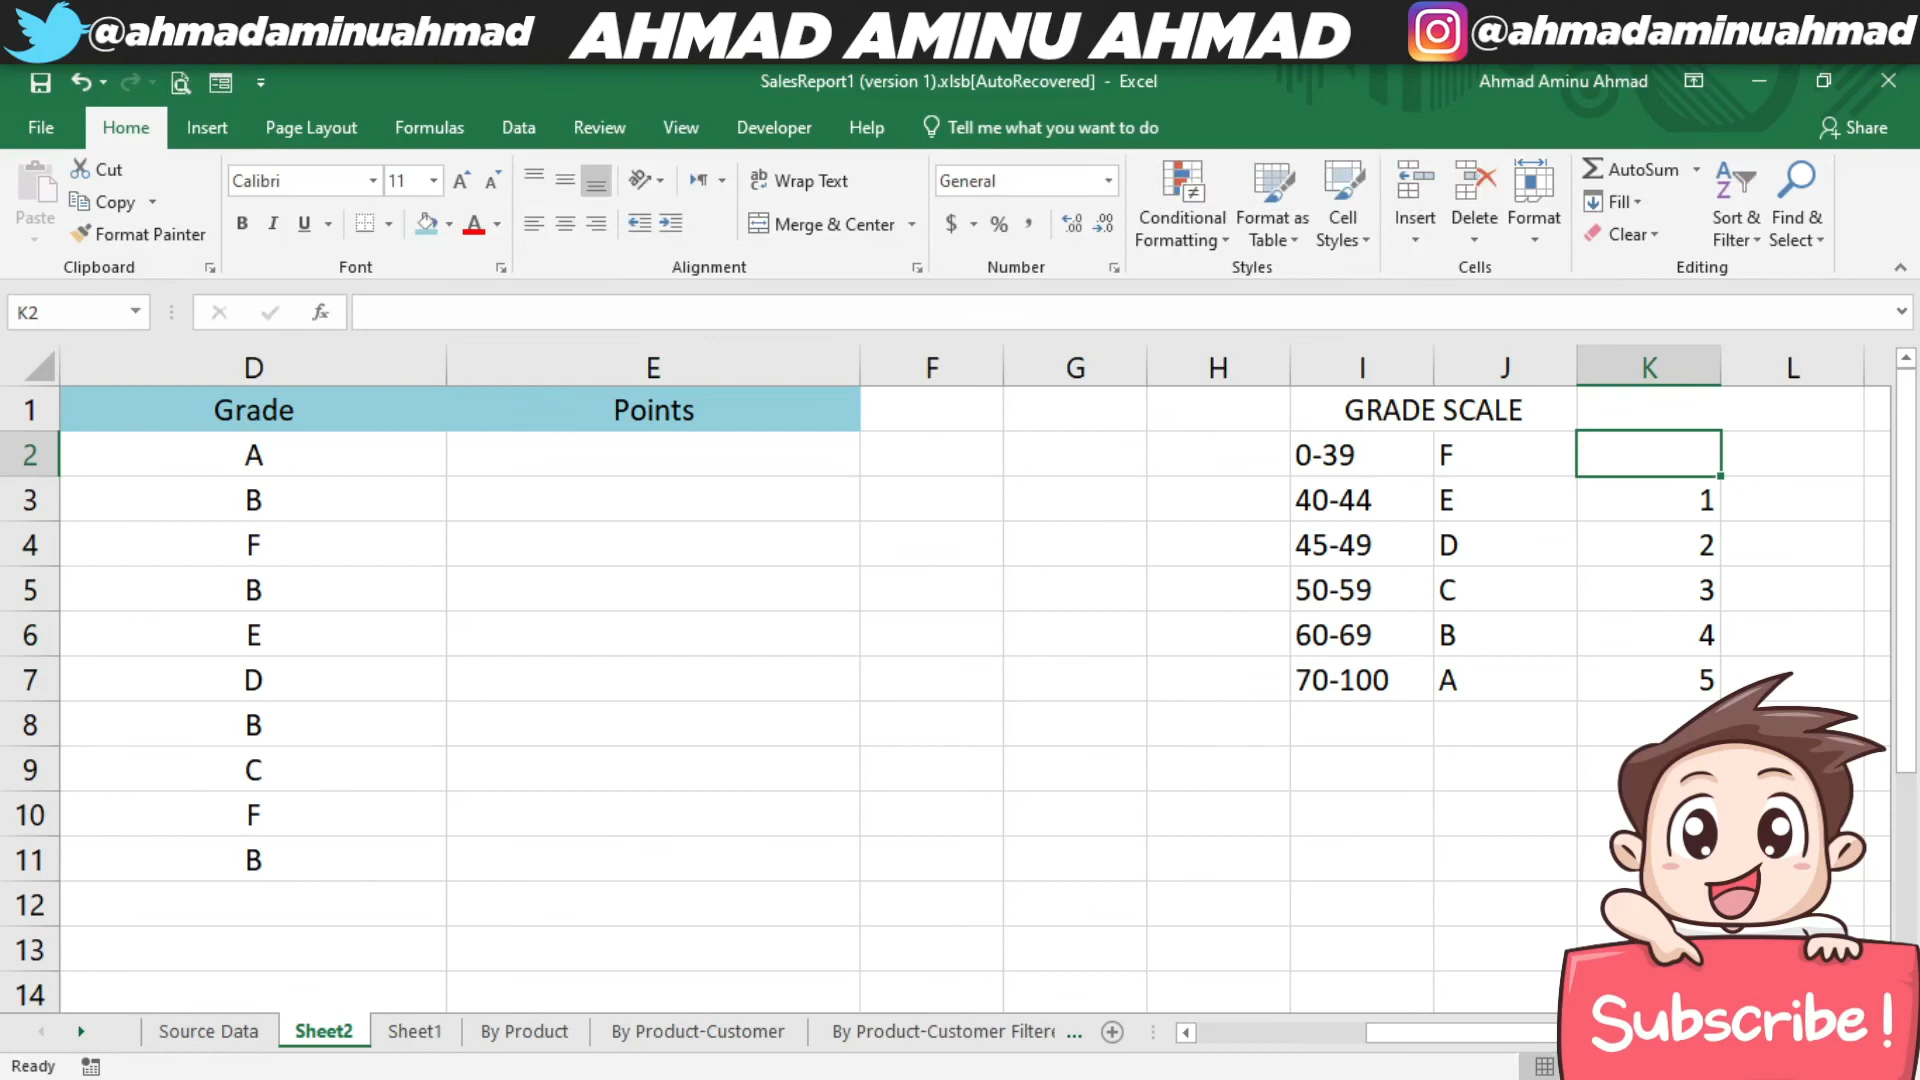 @ahmadaminuahmad AHMAD AMINU AHMAD @ahmadaminuahmad
SalesReport1 (version 1).xlsb[AutoRecovered] - Excel
Ahmad Aminu Ahmad
File Home Insert Page Layout Formulas Data Review View Developer Help Tell me what you want to do Share
Paste
Cut
Copy
Format Painter
Clipboard
Calibri 11
B I U
Font
Wrap Text
Merge & Center
Alignment
General
$ % ,
Number
Conditional Formatting
Format as Table
Cell Styles
Styles
Insert
Delete
Format
Cells
AutoSum
Fill
Clear
Sort & Filter
Find & Select
Editing
K2 fx
D E F G H I J K L
1 Grade Points GRADE SCALE
2 A 0-39 F
3 B 40-44 E 1
4 F 45-49 D 2
5 B 50-59 C 3
6 E 60-69 B 4
7 D 70-100 A 5
8 B
9 C
10 F
11 B
12
13
14
Source Data Sheet2 Sheet1 By Product By Product-Customer By Product-Customer Filtere ...
Ready
Subscribe!